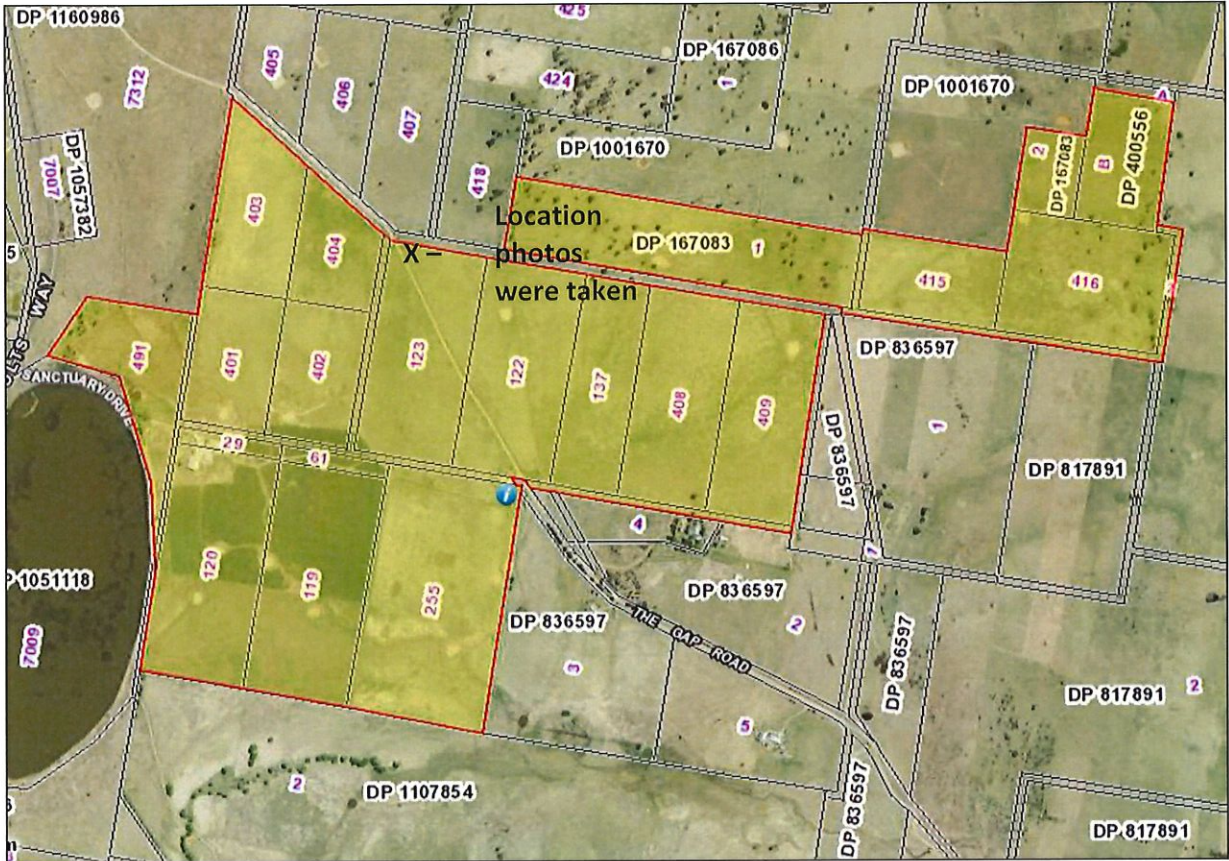 DP 1160986
425
405
DP 167086
7312
406
424
1
DP 1001670
A
407
DP 1001670
DP 400556
7007
DP 1057382
418
2
DP 167083
B
403
Location
photos
were taken
X –
404
DP 167083
1
415
416
2
5
WAY
491
401
402
123
122
137
408
409
DP 836597
SANCTUARY DRIVE
1
DP 836597
DP 817891
29
61
i
4
1
120
119
255
DP 836597
2
P 1051118
7009
DP 836597
3
THE GAP ROAD
DP 836597
DP 817891
2
5
2
DP 1107854
DP 836597
DP 817891